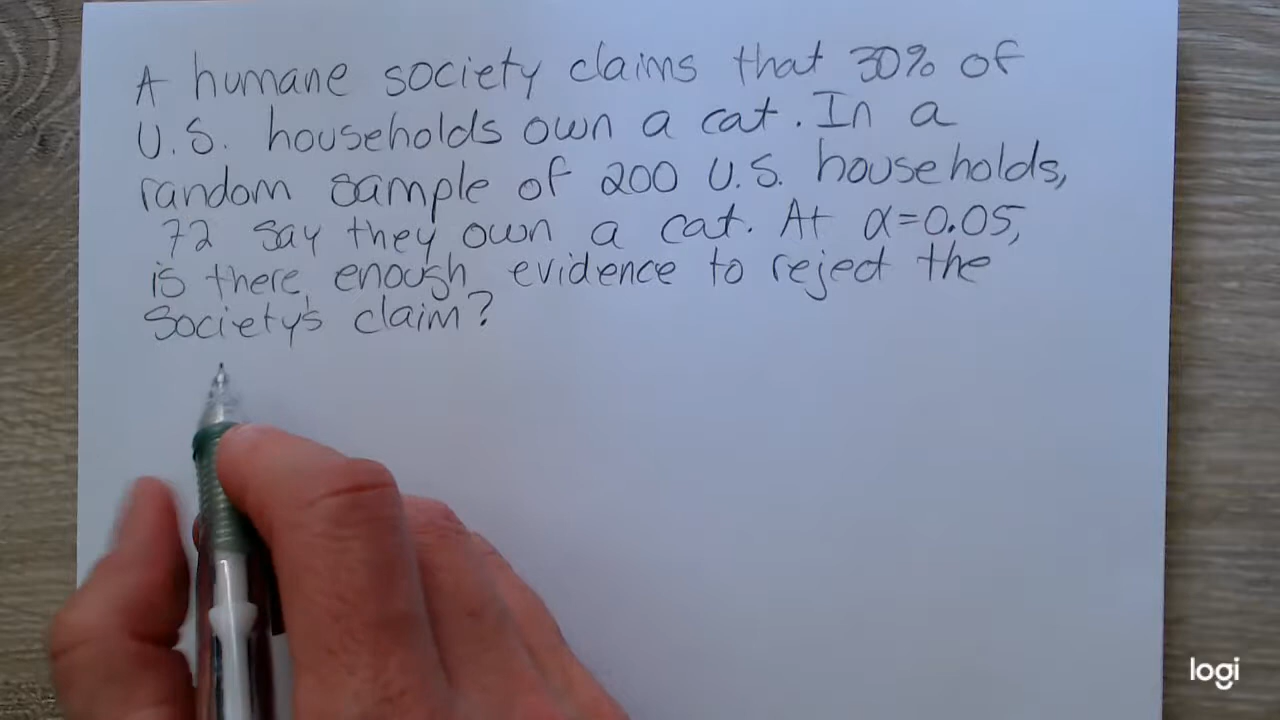 A humane society claims that 30% of
U.S. households own a cat. In a
random sample of 200 U.S. households,
72 say they own a cat. At α=0.05,
is there enough evidence to reject the
Society's claim?
logi